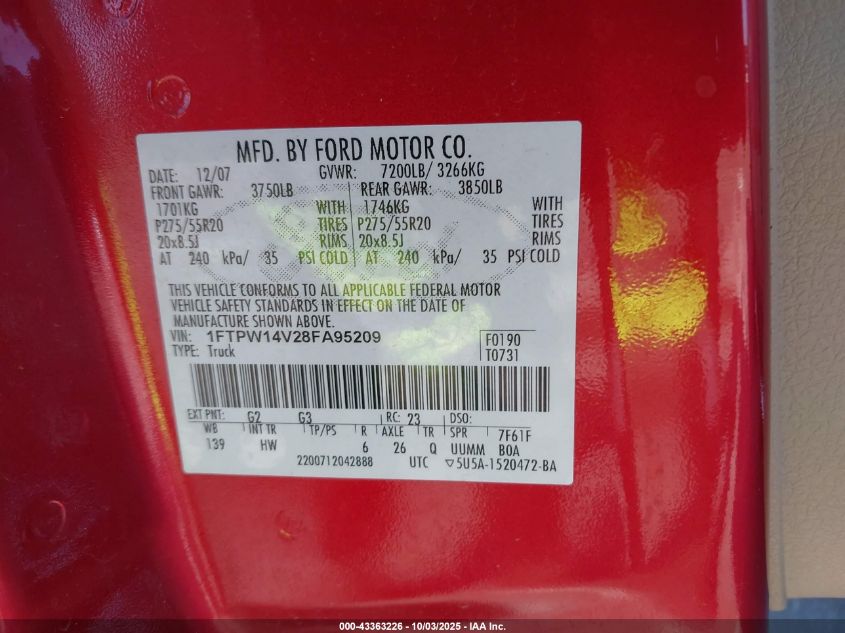 MFD. BY FORD MOTOR CO.
DATE: 12/07 GVWR: 7200LB/ 3266KG
FRONT GAWR: 3750LB REAR GAWR: 3850LB
1701KG WITH 1746KG WITH
P275/55R20 TIRES P275/55R20 TIRES
20x8.5J RIMS 20x8.5J RIMS
AT 240 kPa/ 35 PSI COLD AT 240 kPa/ 35 PSI COLD
THIS VEHICLE CONFORMS TO ALL APPLICABLE FEDERAL MOTOR
VEHICLE SAFETY STANDARDS IN EFFECT ON THE DATE OF
MANUFACTURE SHOWN ABOVE.
VIN: 1FTPW14V28FA95209 F0190
TYPE: Truck T0731
EXT PNT: G2 G3 RC: 23 DSO:
WB INT TR TP/PS R AXLE TR SPR 7F61F
139 HW 6 26 Q UUMM BOA
2200712042888 UTC ▽5U5A-1520472-BA
000-43363226 - 10/03/2025 - IAA Inc.